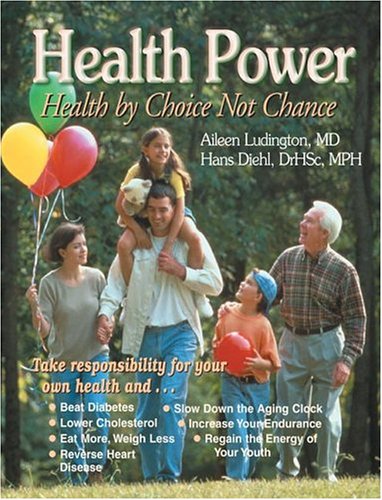 Health Power
Health by Choice Not Chance
Aileen Ludington, MD
Hans Diehl, DrHSc, MPH
Take responsibility for your
own health and . . .
• Beat Diabetes
• Lower Cholesterol
• Eat More, Weigh Less
• Reverse Heart
Disease
• Slow Down the Aging Clock
• Increase Your Endurance
• Regain the Energy of
Your Youth